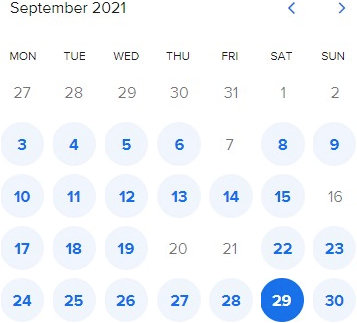 September 2021
MON TUE WED THU FRI SAT SUN
27 28 29 30 31 1 2
3 4 5 6 7 8 9
10 11 12 13 14 15 16
17 18 19 20 21 22 23
24 25 26 27 28 29 30